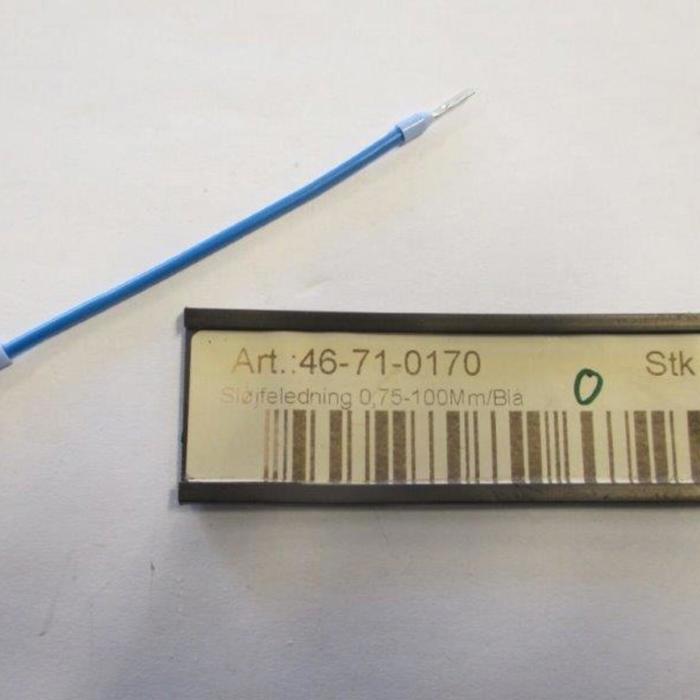 Art.:46-71-0170 Stk
Sløjfeledning 0,75-100Mm/Blå
0